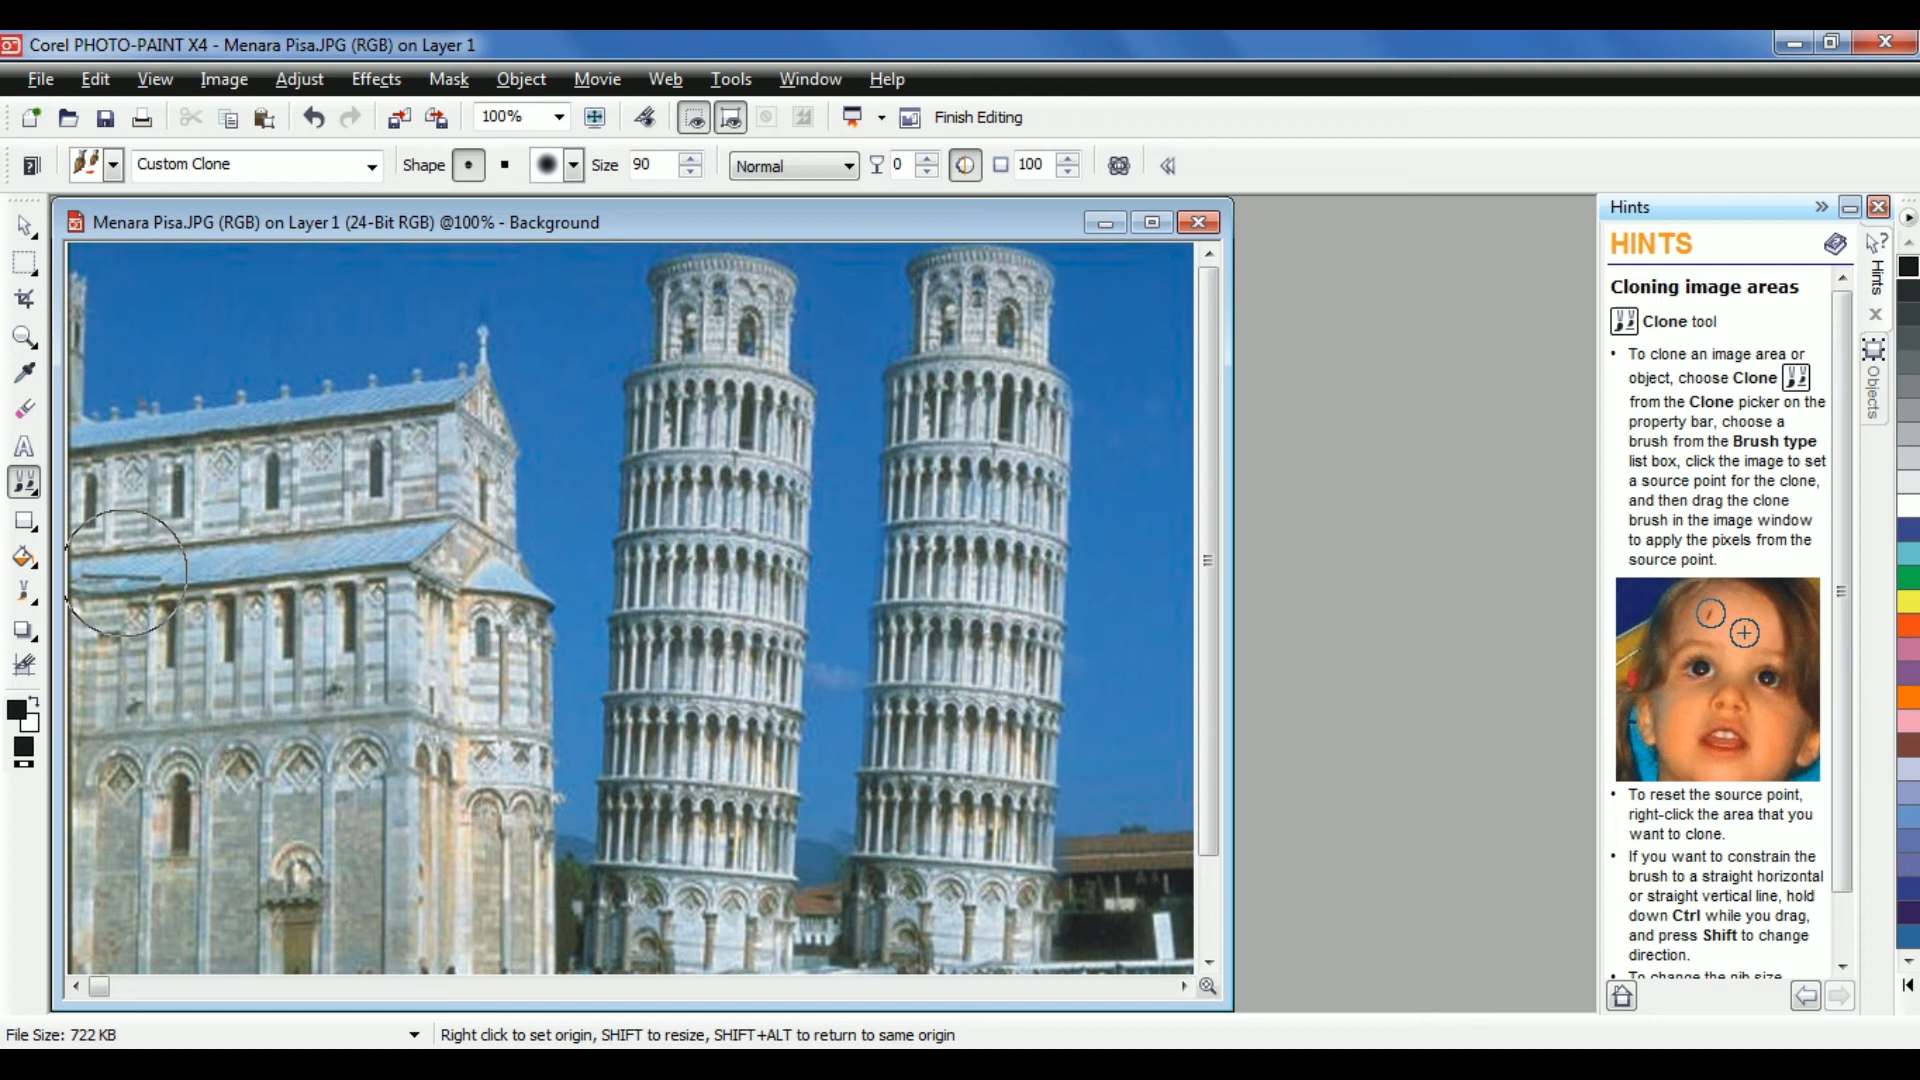 Corel PHOTO-PAINT X4 - Menara Pisa.JPG (RGB) on Layer 1
File Edit View Image Adjust Effects Mask Object Movie Web Tools Window Help
100% Finish Editing
Custom Clone Shape Size 90 Normal 0 100
Menara Pisa.JPG (RGB) on Layer 1 (24-Bit RGB) @100% - Background
Hints
HINTS
Cloning image areas
Clone tool
• To clone an image area or
object, choose Clone
from the Clone picker on the
property bar, choose a
brush from the Brush type
list box, click the image to set
a source point for the clone,
and then drag the clone
brush in the image window
to apply the pixels from the
source point.
• To reset the source point,
right-click the area that you
want to clone.
• If you want to constrain the
brush to a straight horizontal
or straight vertical line, hold
down Ctrl while you drag,
and press Shift to change
direction.
• To change the nib size
Hints
Objects
File Size: 722 KB
Right click to set origin, SHIFT to resize, SHIFT+ALT to return to same origin